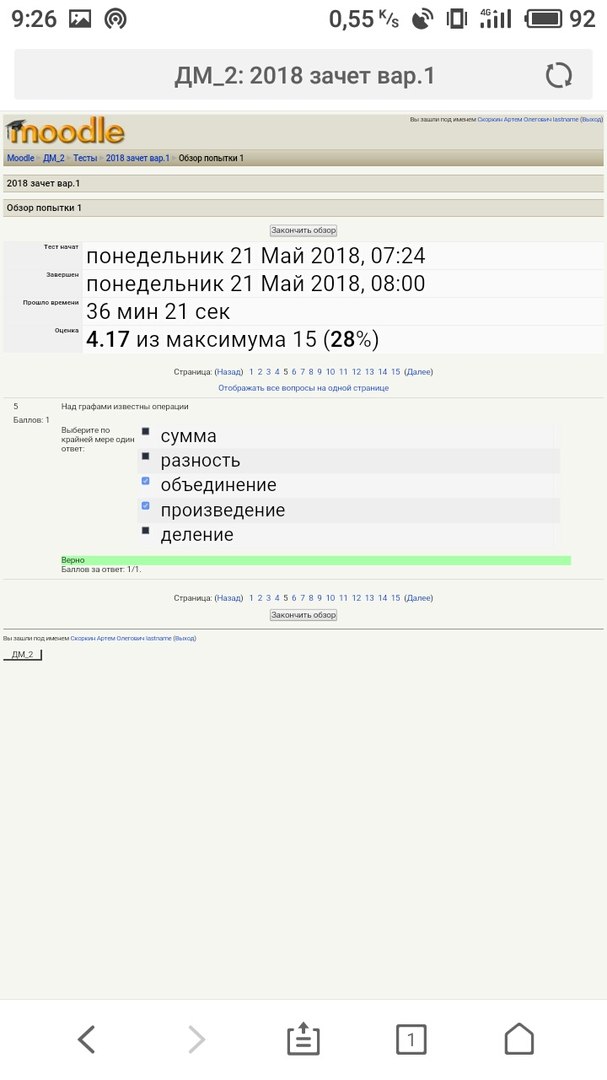 9:26 0,55 K/s 4G 92
ДМ_2: 2018 зачет вар.1
moodle
Вы зашли под именем Скоркин Артем Олегович lastname (Выход)
Moodle ► ДМ_2 ► Тесты ► 2018 зачет вар.1 ► Обзор попытки 1
2018 зачет вар.1
Обзор попытки 1
Закончить обзор
Тест начат понедельник 21 Май 2018, 07:24
Завершен понедельник 21 Май 2018, 08:00
Прошло времени 36 мин 21 сек
Оценка 4.17 из максимума 15 (28%)
Страница: (Назад) 1 2 3 4 5 6 7 8 9 10 11 12 13 14 15 (Далее)
Отображать все вопросы на одной странице
5
Баллов: 1
Над графами известны операции
Выберите по
крайней мере один
ответ:
сумма
разность
объединение
произведение
деление
Верно
Баллов за ответ: 1/1.
Страница: (Назад) 1 2 3 4 5 6 7 8 9 10 11 12 13 14 15 (Далее)
Закончить обзор
Вы зашли под именем Скоркин Артем Олегович lastname (Выход)
ДМ_2
1